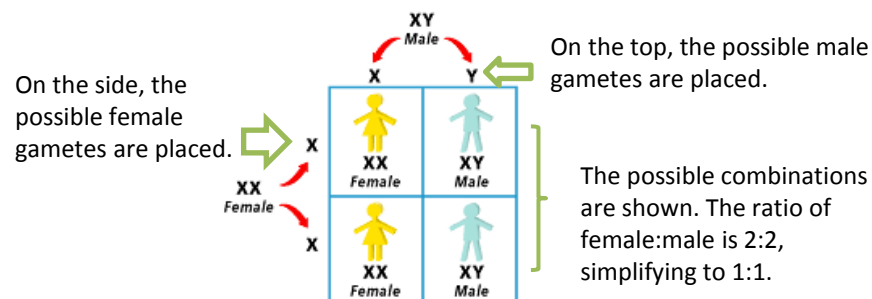 XY
Male
On the top, the possible male
gametes are placed.
X Y
On the side, the
possible female
gametes are placed.
X
XX XY
Female Male
XX
Female
The possible combinations
are shown. The ratio of
female:male is 2:2,
simplifying to 1:1.
X
XX XY
Female Male